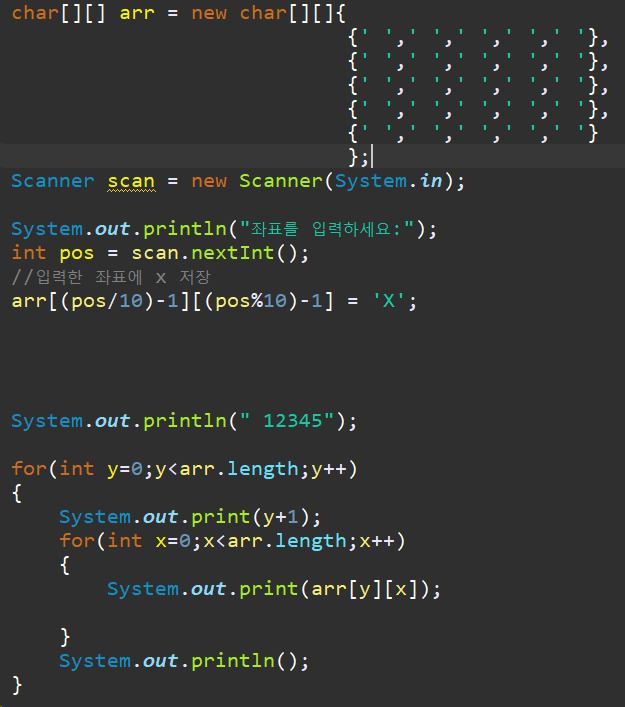 char[][] arr = new char[][]{
{' ',' ',' ',' ',' '},
{' ',' ',' ',' ',' '},
{' ',' ',' ',' ',' '},
{' ',' ',' ',' ',' '},
{' ',' ',' ',' ',' '}
};
Scanner scan = new Scanner(System.in);
System.out.println("좌표를 입력하세요:");
int pos = scan.nextInt();
//입력한 좌표에 x 저장
arr[(pos/10)-1][(pos%10)-1] = 'X';
System.out.println(" 12345");
for(int y=0;y<arr.length;y++)
{
System.out.print(y+1);
for(int x=0;x<arr.length;x++)
{
System.out.print(arr[y][x]);
}
System.out.println();
}